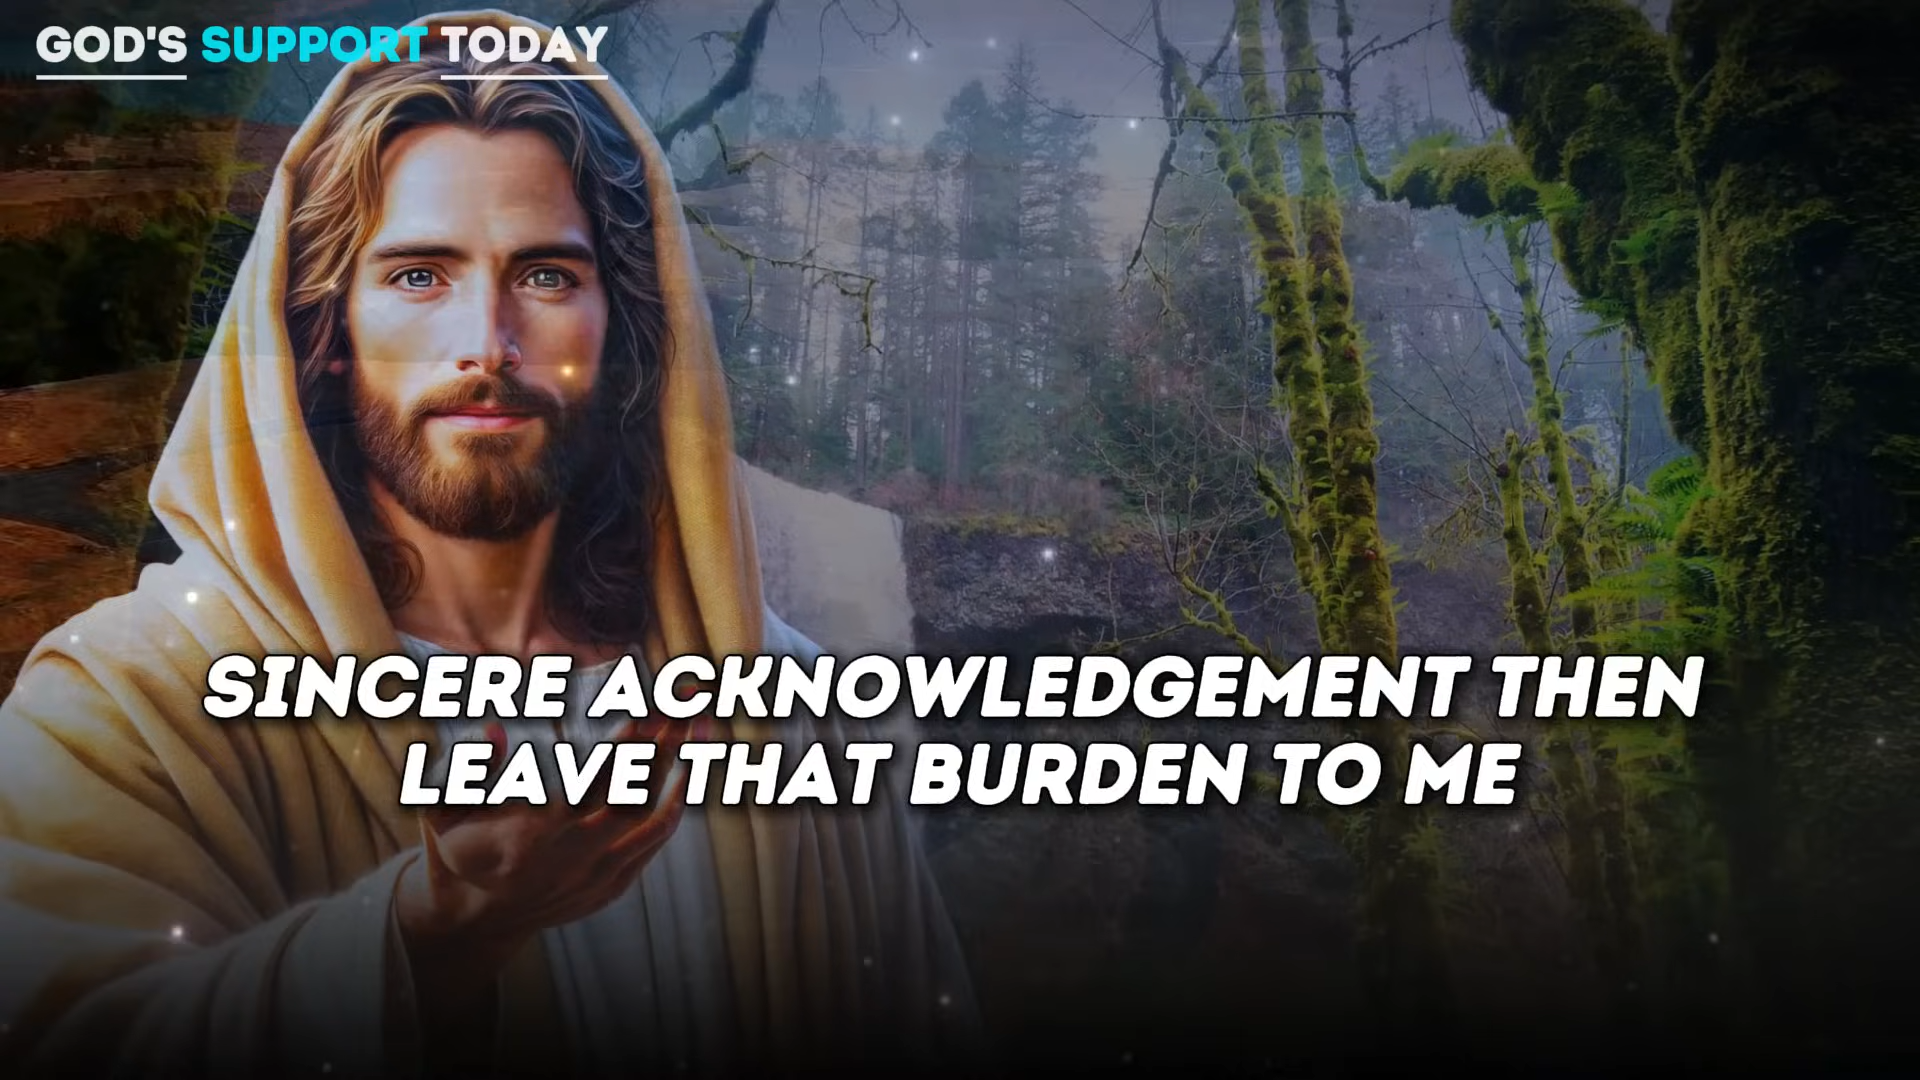 GOD'S SUPPORT TODAY
SINCERE ACKNOWLEDGEMENT THEN
LEAVE THAT BURDEN TO ME